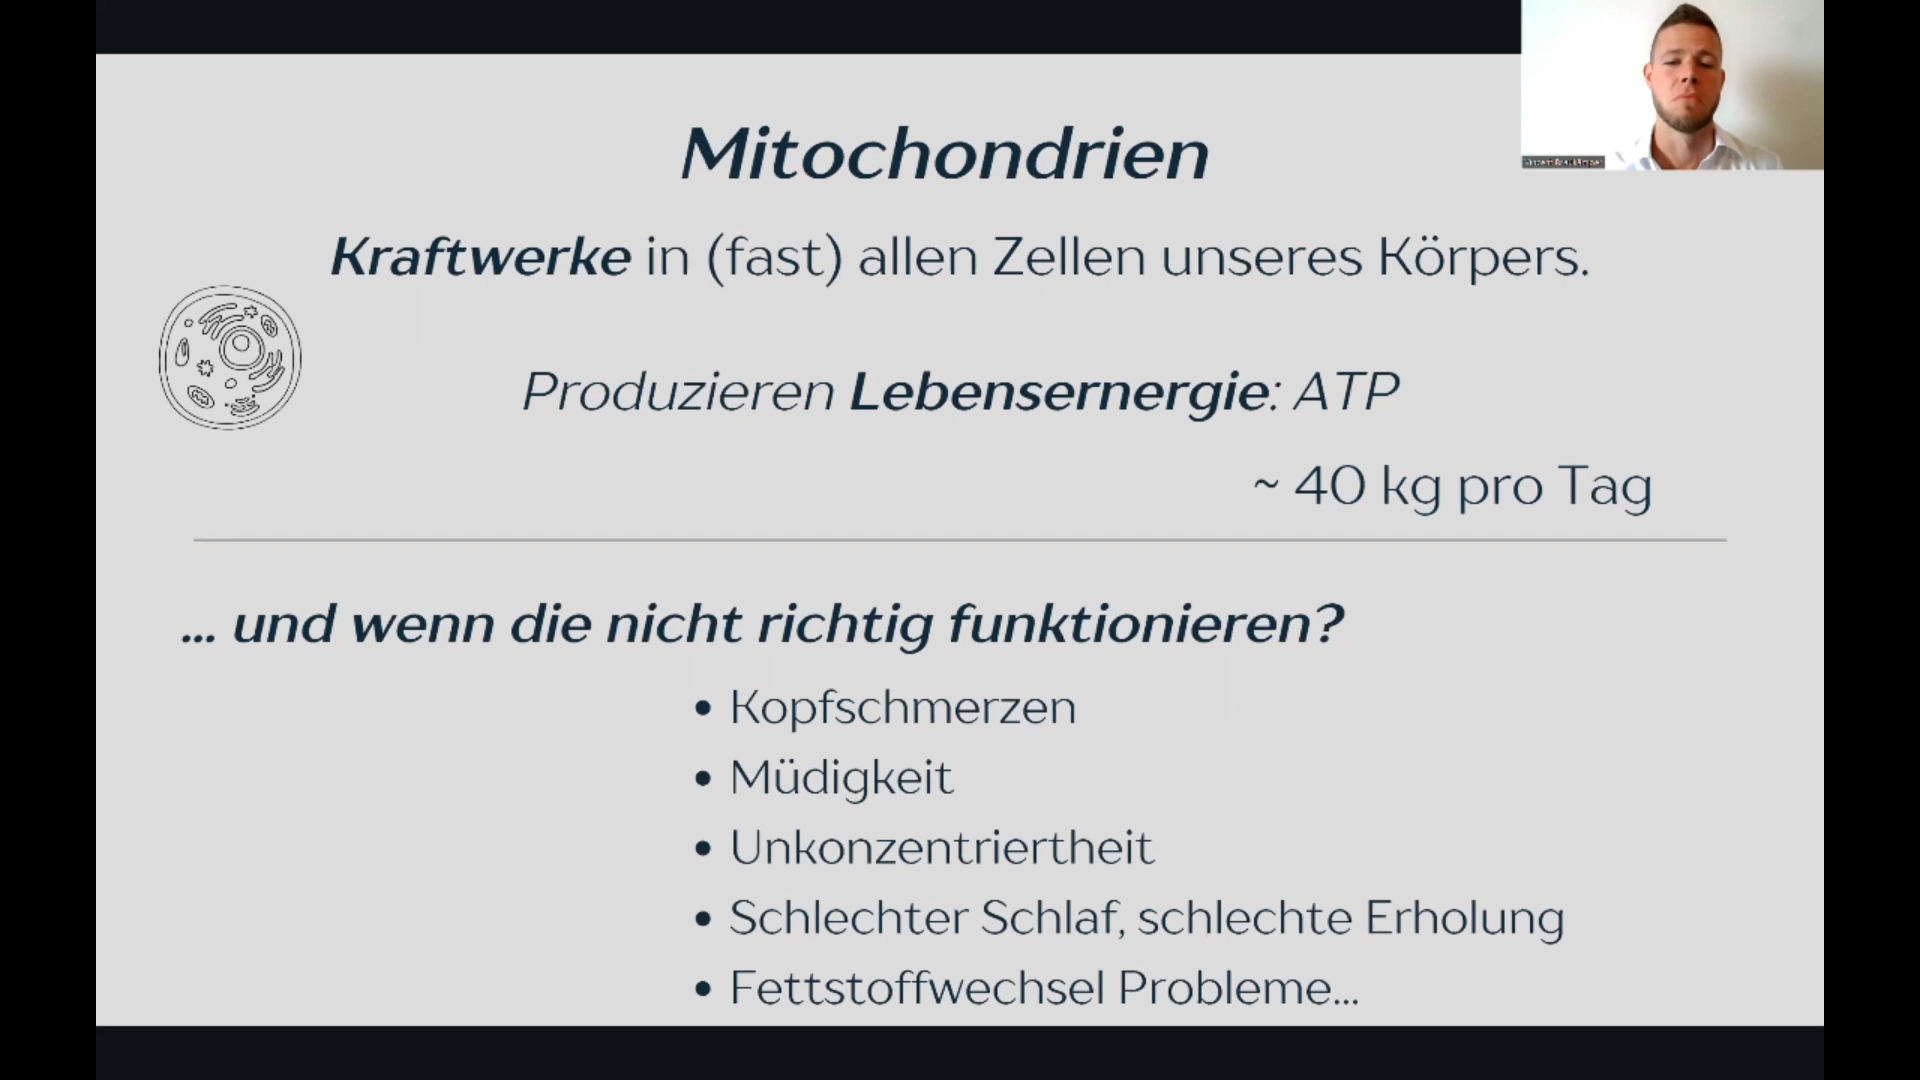 Mitochondrien
Kraftwerke in (fast) allen Zellen unseres Körpers.
Produzieren Lebensernergie: ATP
~ 40 kg pro Tag
... und wenn die nicht richtig funktionieren?
• Kopfschmerzen
• Müdigkeit
• Unkonzentriertheit
• Schlechter Schlaf, schlechte Erholung
• Fettstoffwechsel Probleme...